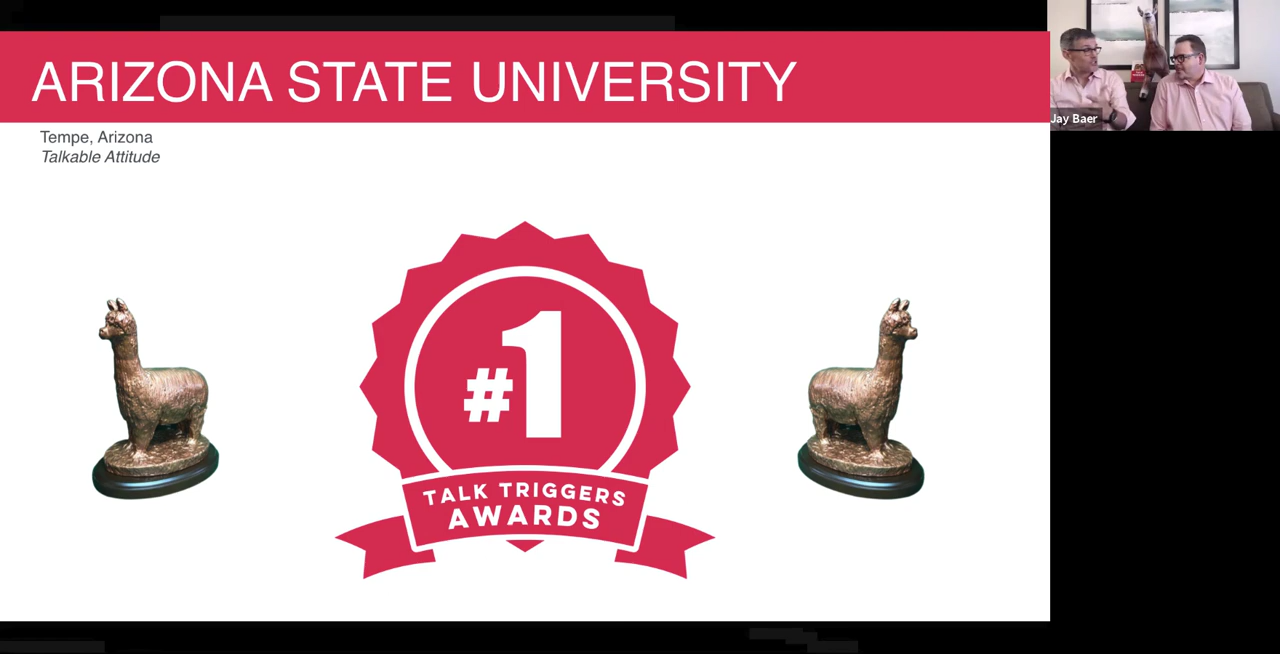 ARIZONA STATE UNIVERSITY
Tempe, Arizona
Talkable Attitude
#1
TALK TRIGGERS
AWARDS
Jay Baer